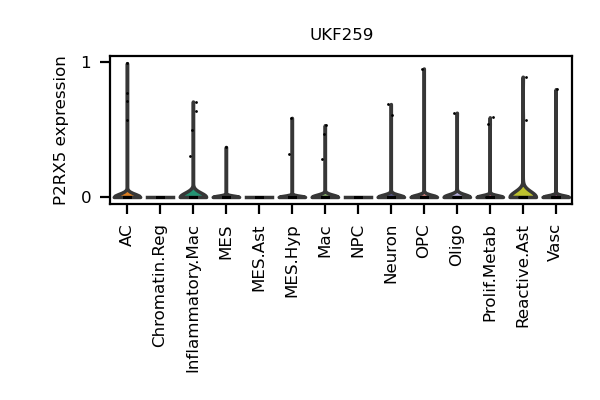 UKF259
P2RX5 expression
1
0
AC
Chromatin.Reg
Inflammatory.Mac
MES
MES.Ast
MES.Hyp
Mac
NPC
Neuron
OPC
Oligo
Prolif.Metab
Reactive.Ast
Vasc